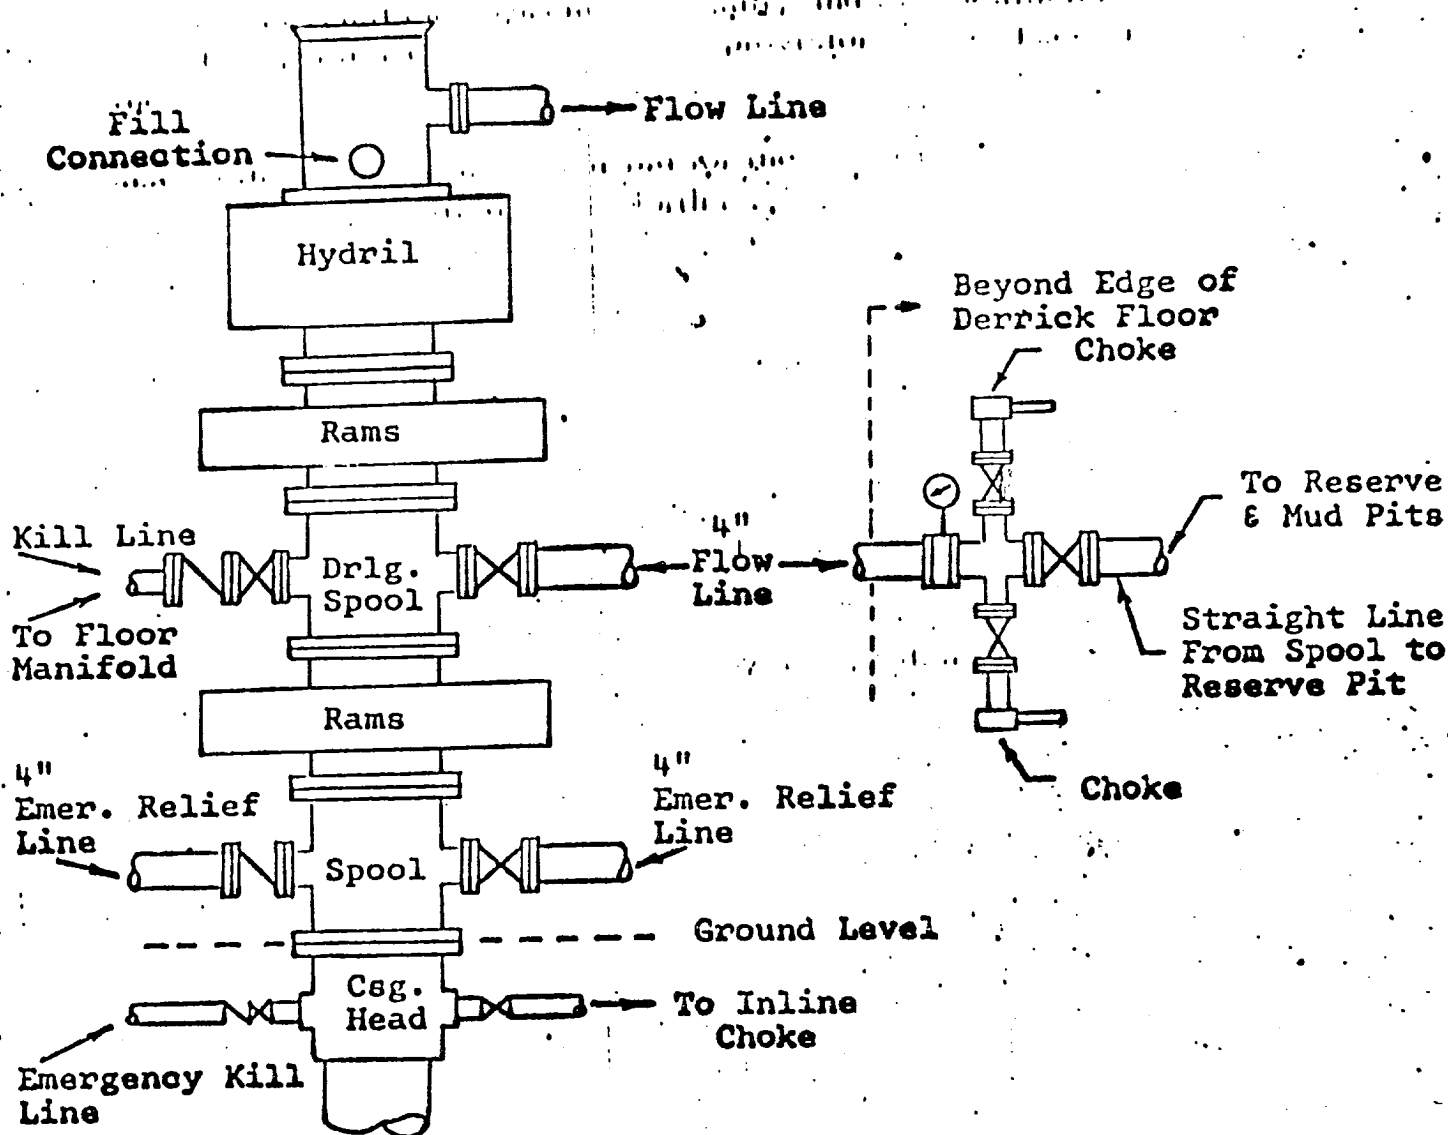 Flow Line
Fill
Connection
Hydril
Beyond Edge of
Derrick Floor
Choke
Rams
To Reserve
& Mud Pits
Kill Line
To Floor
Manifold
Drlg.
Spool
4"
Flow
Line
Straight Line
From Spool to
Reserve Pit
Rams
4"
Emer. Relief
Line
4"
Emer. Relief
Line
Choke
Spool
Ground Level
Csg.
Head
To Inline
Choke
Emergency Kill
Line